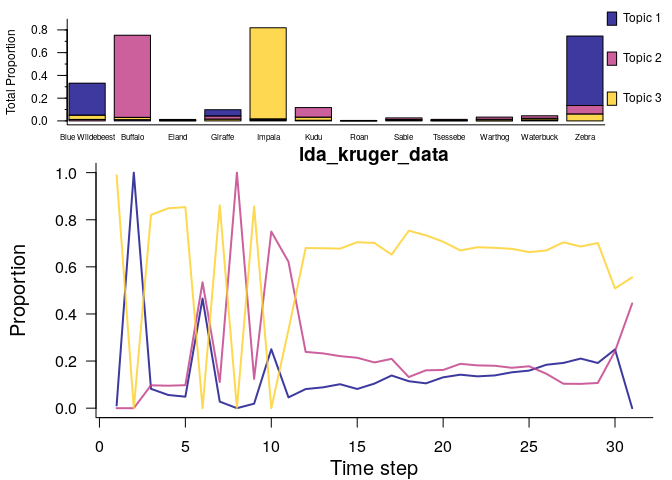 Total Proportion
0.8
0.6
0.4
0.2
0.0
Blue Wildebeest Buffalo Eland Giraffe Impala Kudu Roan Sable Tsessebe Warthog Waterbuck Zebra
Topic 1
Topic 2
Topic 3
lda_kruger_data
Proportion
1.0
0.8
0.6
0.4
0.2
0.0
0 5 10 15 20 25 30
Time step